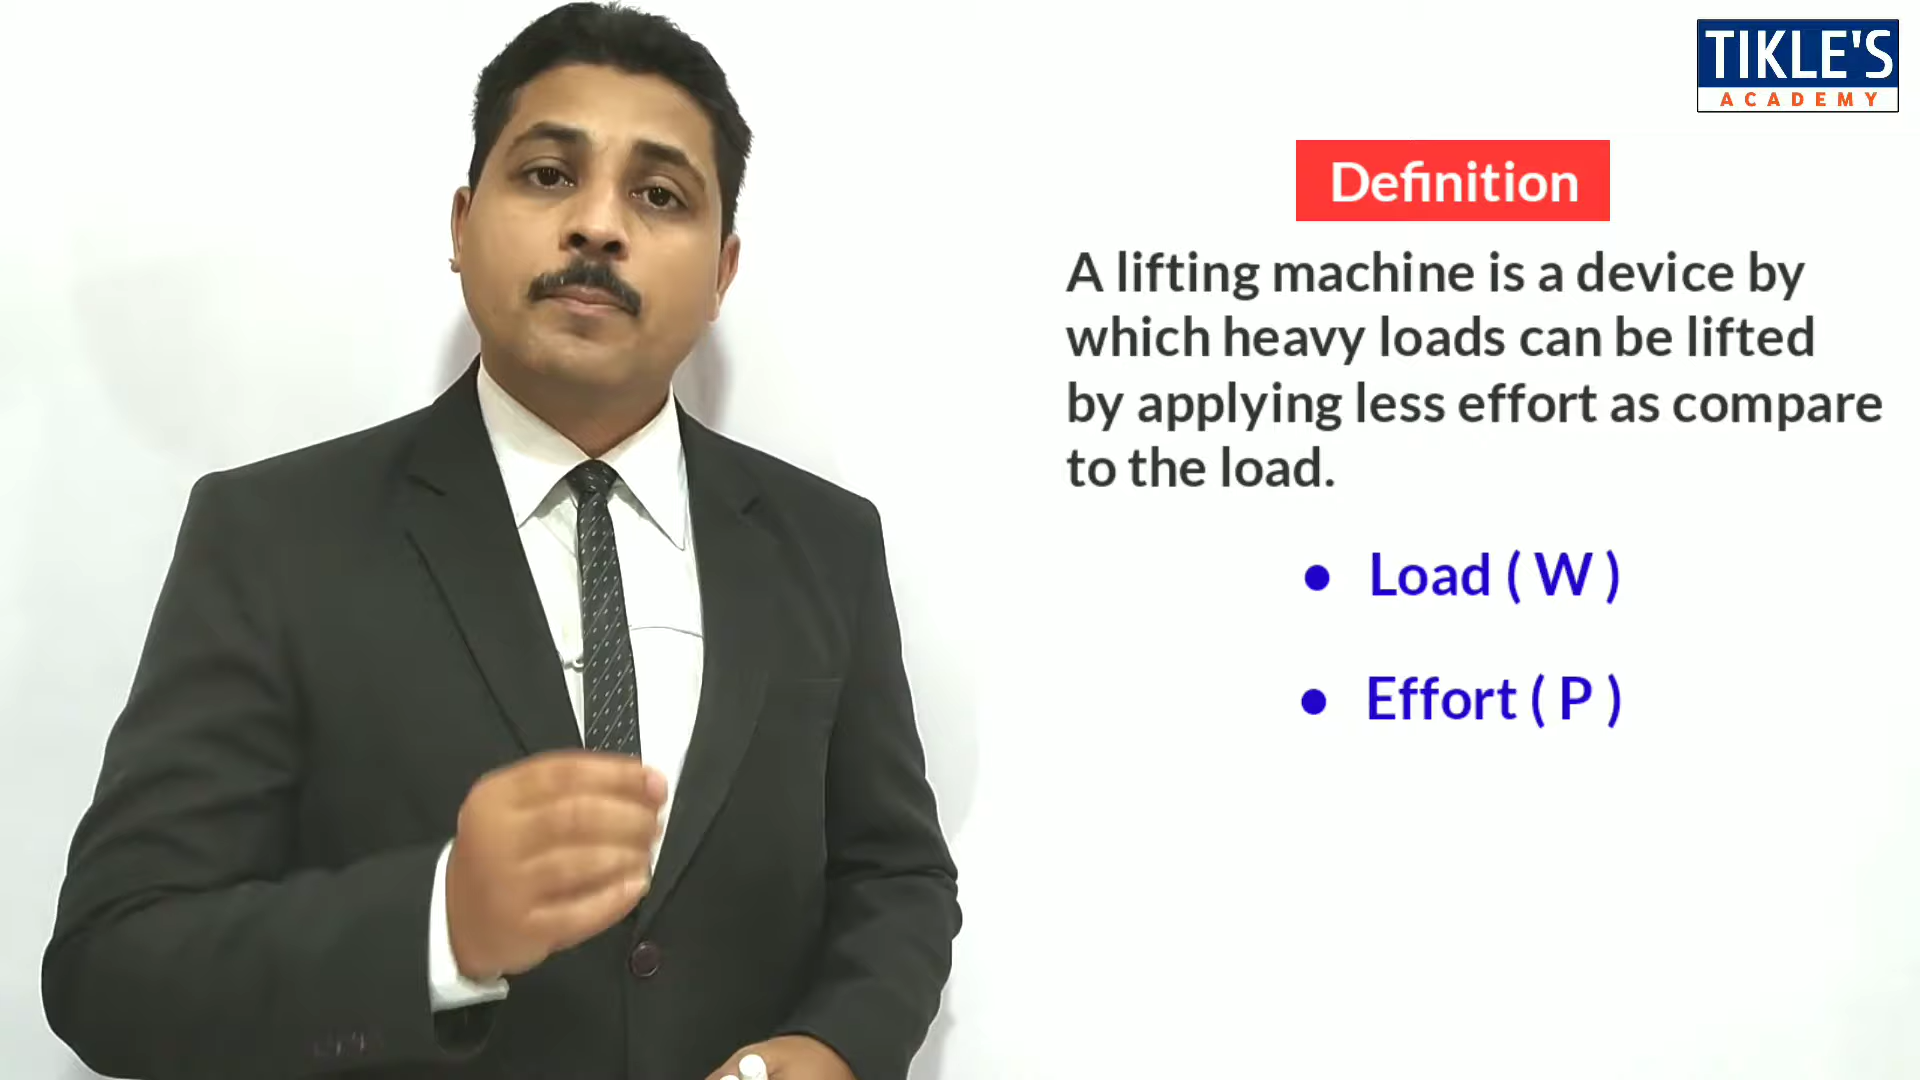 TIKLE'S
ACADEMY
Definition
A lifting machine is a device by
which heavy loads can be lifted
by applying less effort as compare
to the load.
• Load ( W )
• Effort ( P )